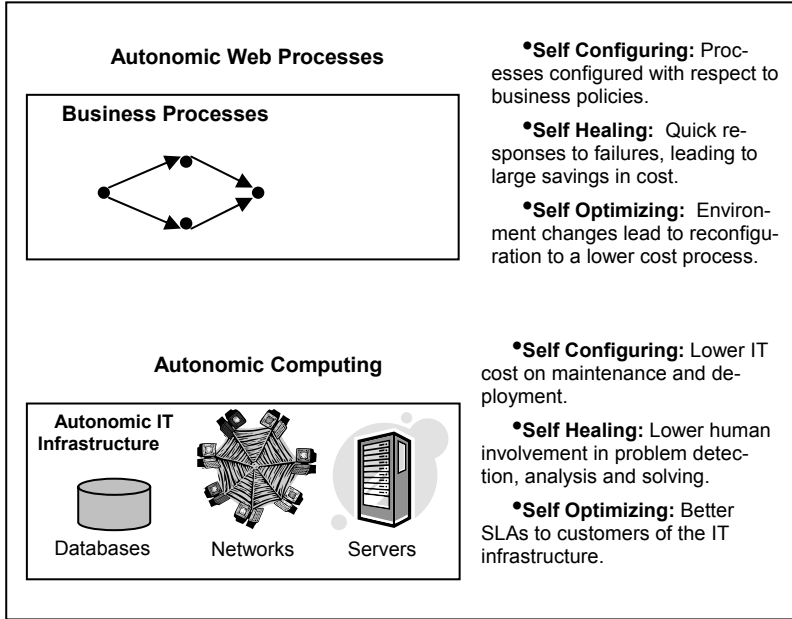 Autonomic Web Processes
Business Processes
•Self Configuring: Proc-
esses configured with respect to
business policies.
•Self Healing: Quick re-
sponses to failures, leading to
large savings in cost.
•Self Optimizing: Environ-
ment changes lead to reconfigu-
ration to a lower cost process.
Autonomic Computing
Autonomic IT
Infrastructure
Databases
Networks
Servers
•Self Configuring: Lower IT
cost on maintenance and de-
ployment.
•Self Healing: Lower human
involvement in problem detec-
tion, analysis and solving.
•Self Optimizing: Better
SLAs to customers of the IT
infrastructure.